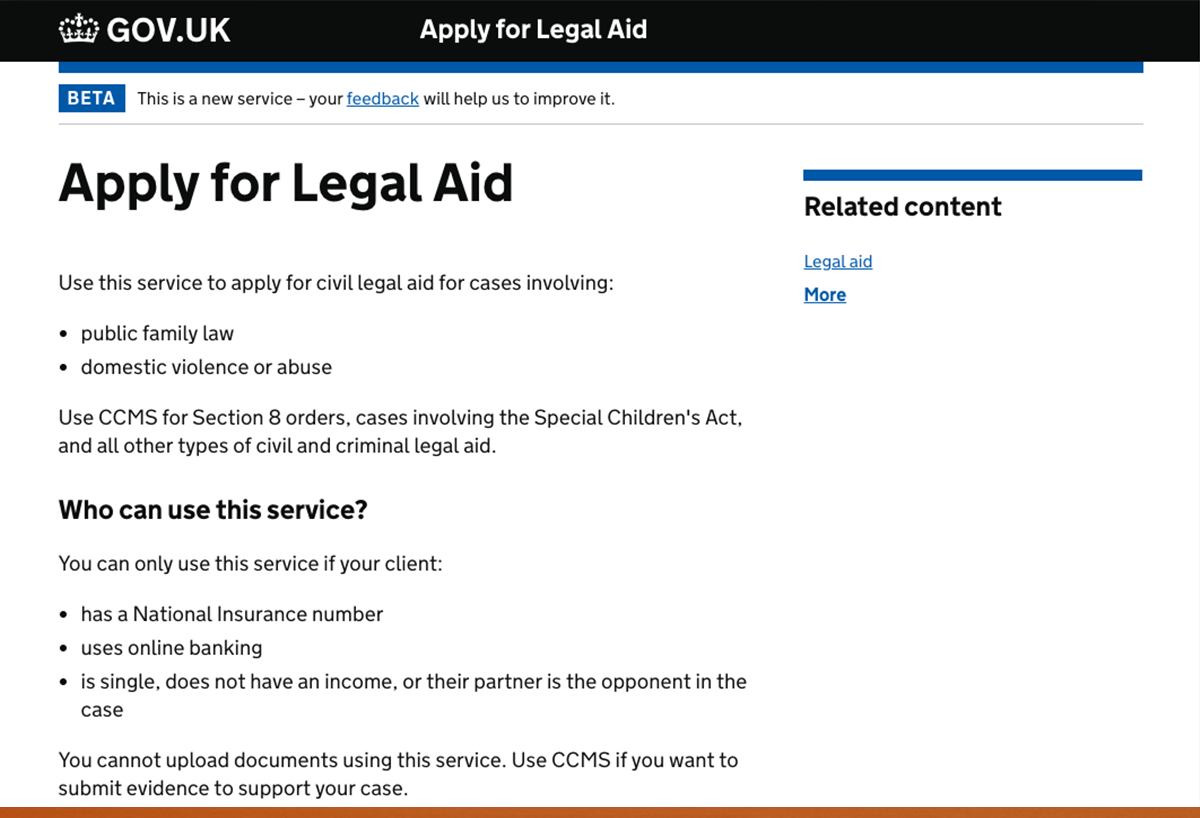 GOV.UK
Apply for Legal Aid
BETA This is a new service – your feedback will help us to improve it.
Apply for Legal Aid
Use this service to apply for civil legal aid for cases involving:
• public family law
• domestic violence or abuse
Use CCMS for Section 8 orders, cases involving the Special Children's Act,
and all other types of civil and criminal legal aid.
Who can use this service?
You can only use this service if your client:
• has a National Insurance number
• uses online banking
• is single, does not have an income, or their partner is the opponent in the
case
You cannot upload documents using this service. Use CCMS if you want to
submit evidence to support your case.
Related content
Legal aid
More